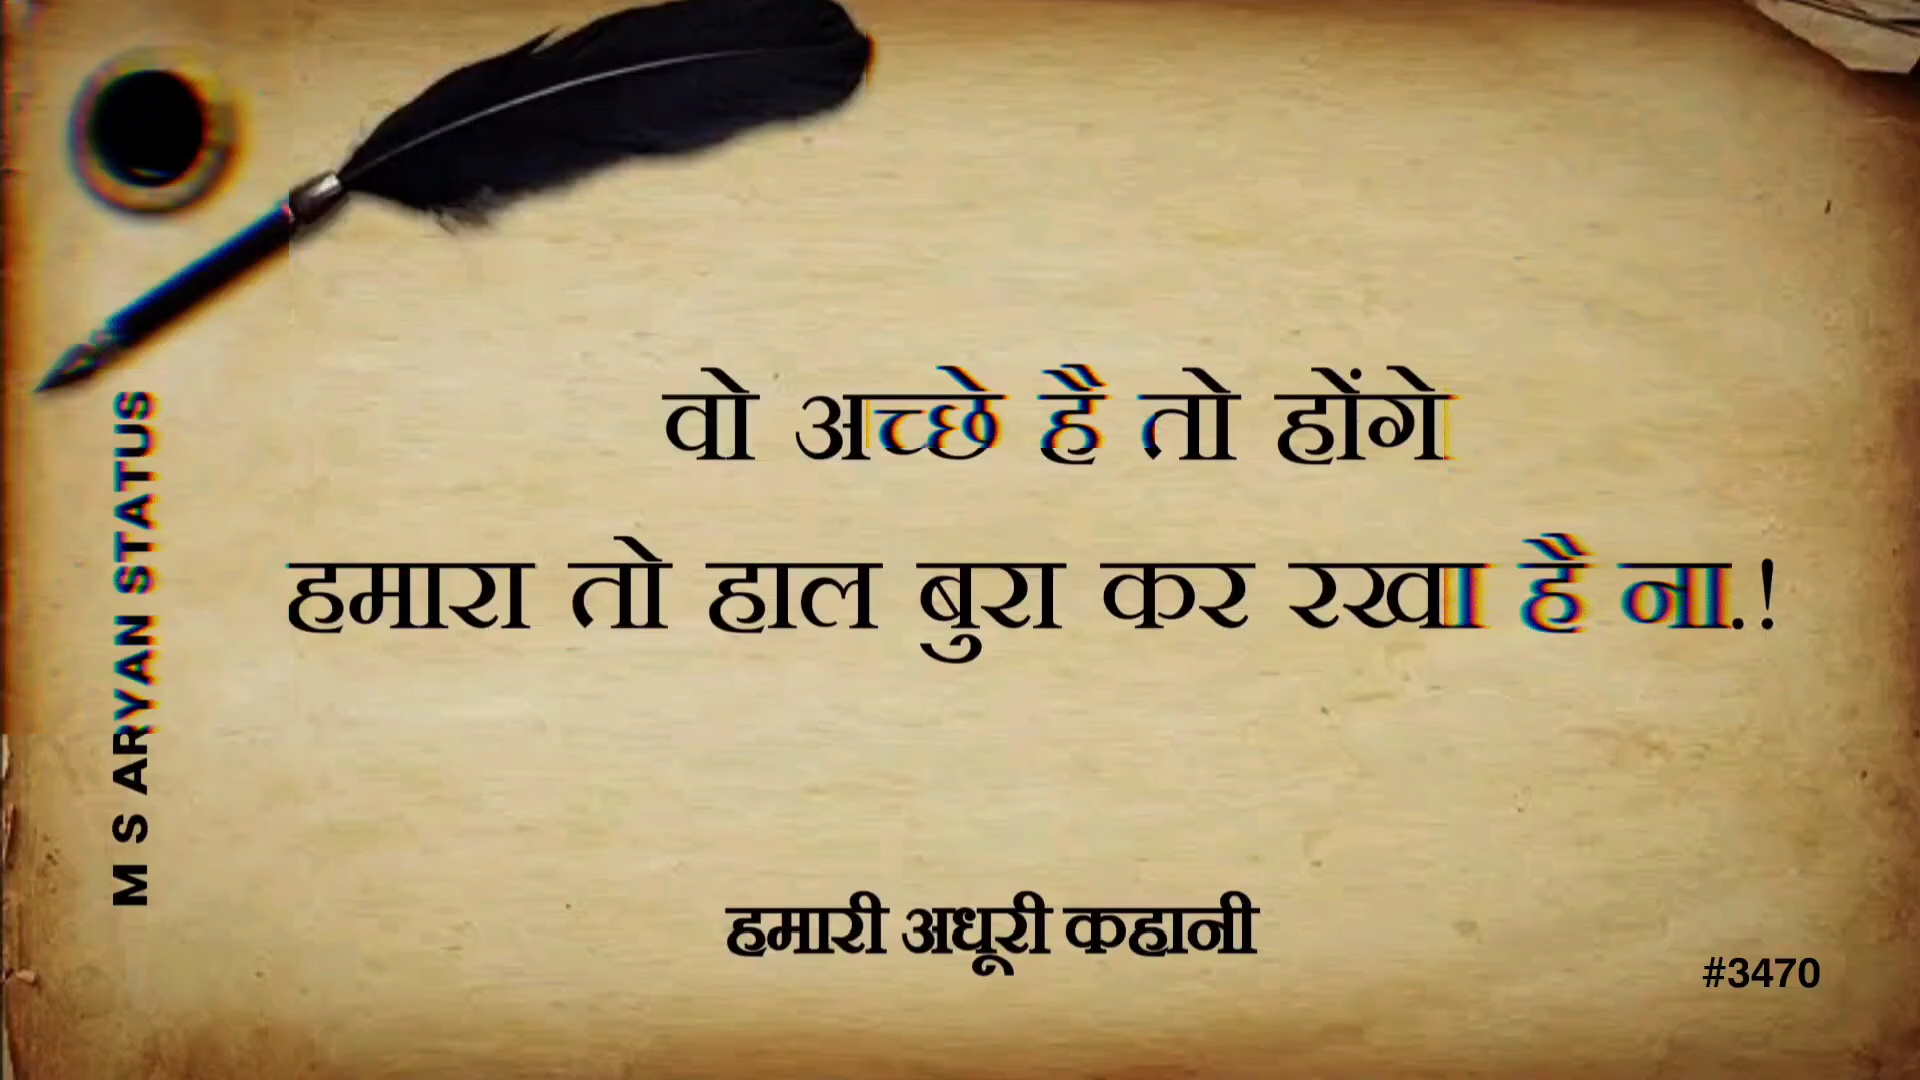 वो अच्छे है तो होंगे
हमारा तो हाल बुरा कर रखा है ना.!
हमारी अधूरी कहानी
M S ARYAN STATUS
#3470